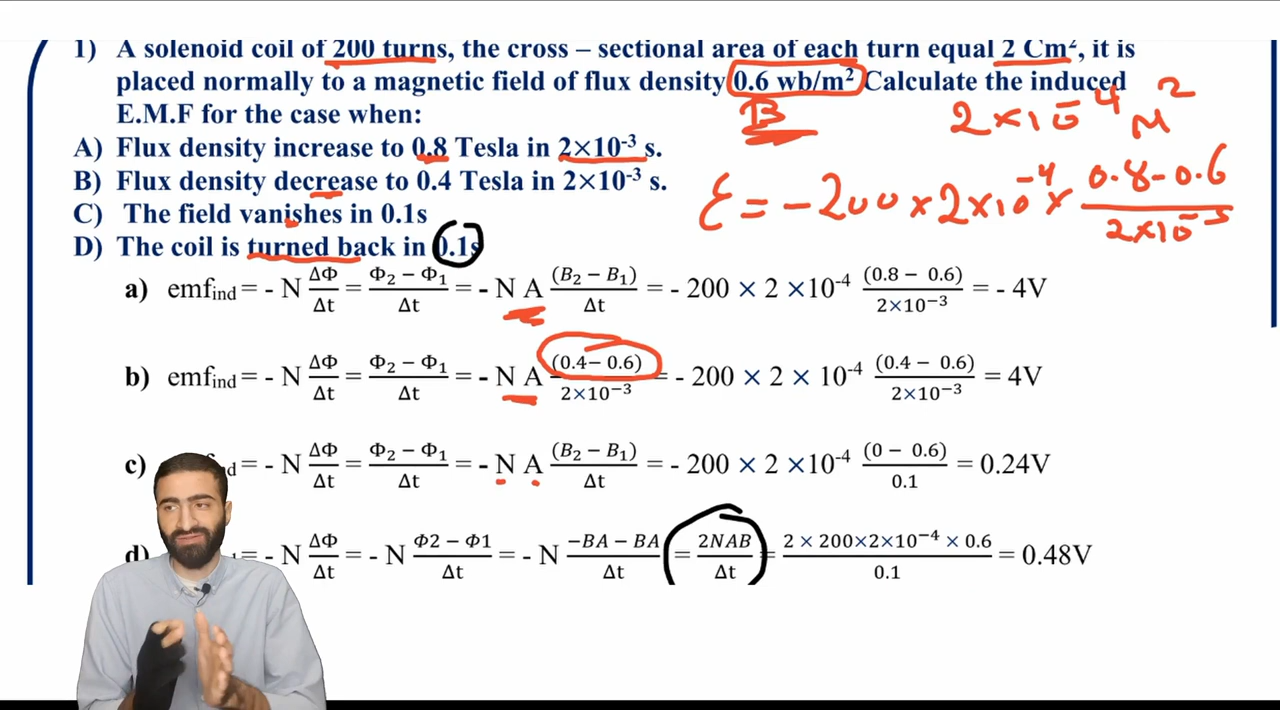 1) A solenoid coil of 200 turns, the cross – sectional area of each turn equal 2 Cm², it is
placed normally to a magnetic field of flux density 0.6 wb/m² Calculate the induced
E.M.F for the case when:
B
2×10⁻⁴ M²
A) Flux density increase to 0.8 Tesla in 2×10⁻³ s.
B) Flux density decrease to 0.4 Tesla in 2×10⁻³ s.
ℰ = -200 × 2×10⁻⁴ × (0.8-0.6)/(2×10⁻³)
C) The field vanishes in 0.1s
D) The coil is turned back in 0.1s
a) emf_ind = - N ΔΦ/Δt = (Φ₂ − Φ₁)/Δt = - N A (B₂ − B₁)/Δt = - 200 × 2 ×10⁻⁴ (0.8 − 0.6)/(2×10⁻³) = - 4V
b) emf_ind = - N ΔΦ/Δt = (Φ₂ − Φ₁)/Δt = - N A (0.4− 0.6)/(2×10⁻³) = - 200 × 2 × 10⁻⁴ (0.4 − 0.6)/(2×10⁻³) = 4V
c) = - N ΔΦ/Δt = (Φ₂ − Φ₁)/Δt = - N A (B₂ − B₁)/Δt = - 200 × 2 ×10⁻⁴ (0 − 0.6)/0.1 = 0.24V
d) = - N ΔΦ/Δt = - N (Φ2 − Φ1)/Δt = - N (−BA − BA)/Δt = 2NAB/Δt = (2 × 200×2×10⁻⁴ × 0.6)/0.1 = 0.48V